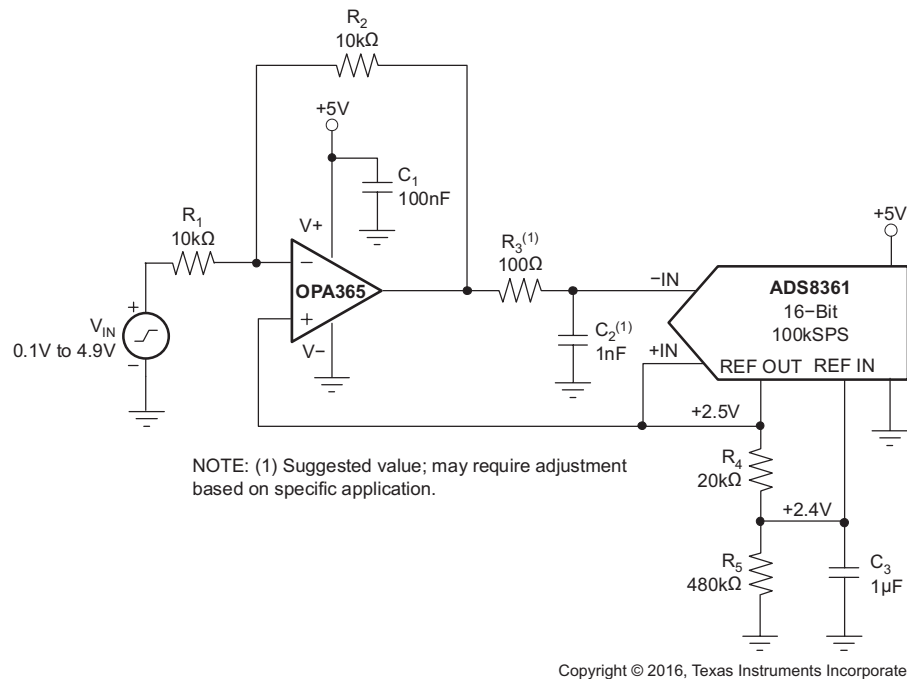 R2
10kΩ
+5V
C1
100nF
R1
10kΩ
V+
−
OPA365
+
V−
+
VIN
0.1V to 4.9V
−
R3(1)
100Ω
C2(1)
1nF
+5V
−IN
ADS8361
16−Bit
100kSPS
+IN
REF OUT REF IN
+2.5V
R4
20kΩ
+2.4V
R5
480kΩ
C3
1µF
NOTE: (1) Suggested value; may require adjustment
based on specific application.
Copyright © 2016, Texas Instruments Incorporate